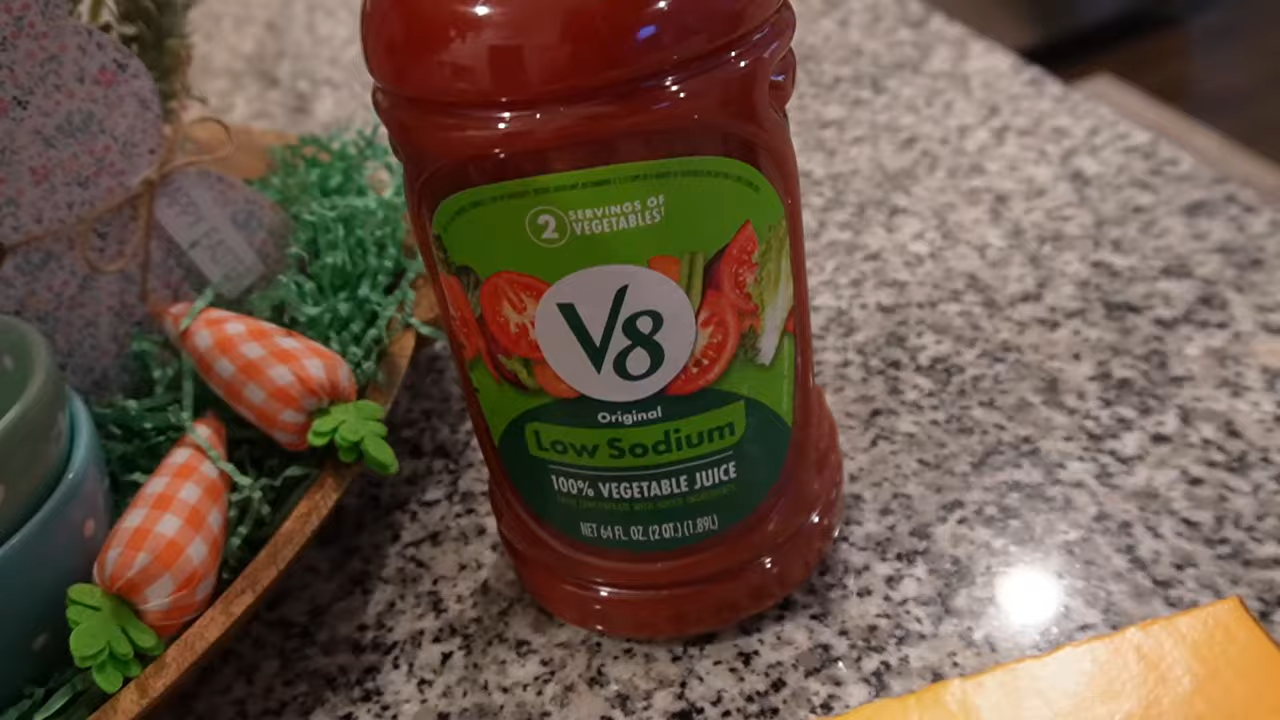 2 SERVINGS OF
VEGETABLES†
V8
Original
Low Sodium
100% VEGETABLE JUICE
NET 64 FL. OZ. (2 QT.) (1.89L)